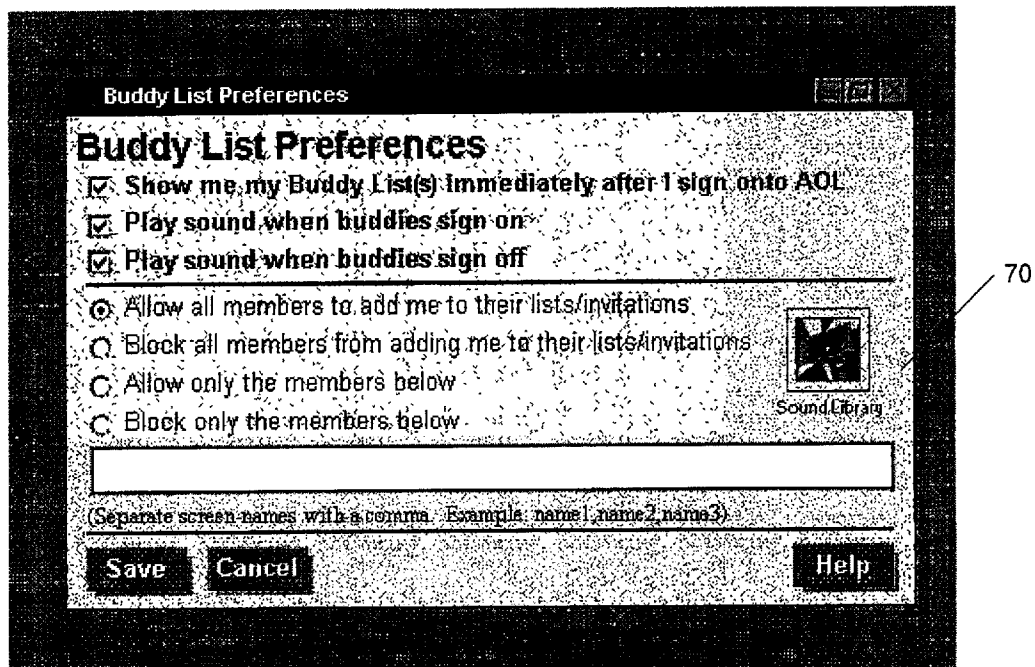 Buddy List Preferences
Buddy List Preferences
Show me my Buddy List(s) immediately after I sign onto AOL
Play sound when buddies sign on
Play sound when buddies sign off
70
Allow all members to add me to their lists/invitations
Block all members from adding me to their lists/invitations
Allow only the members below
Block only the members below
Sound Library
(Separate screen names with a comma. Example: name1,name2,name3)
Save Cancel Help